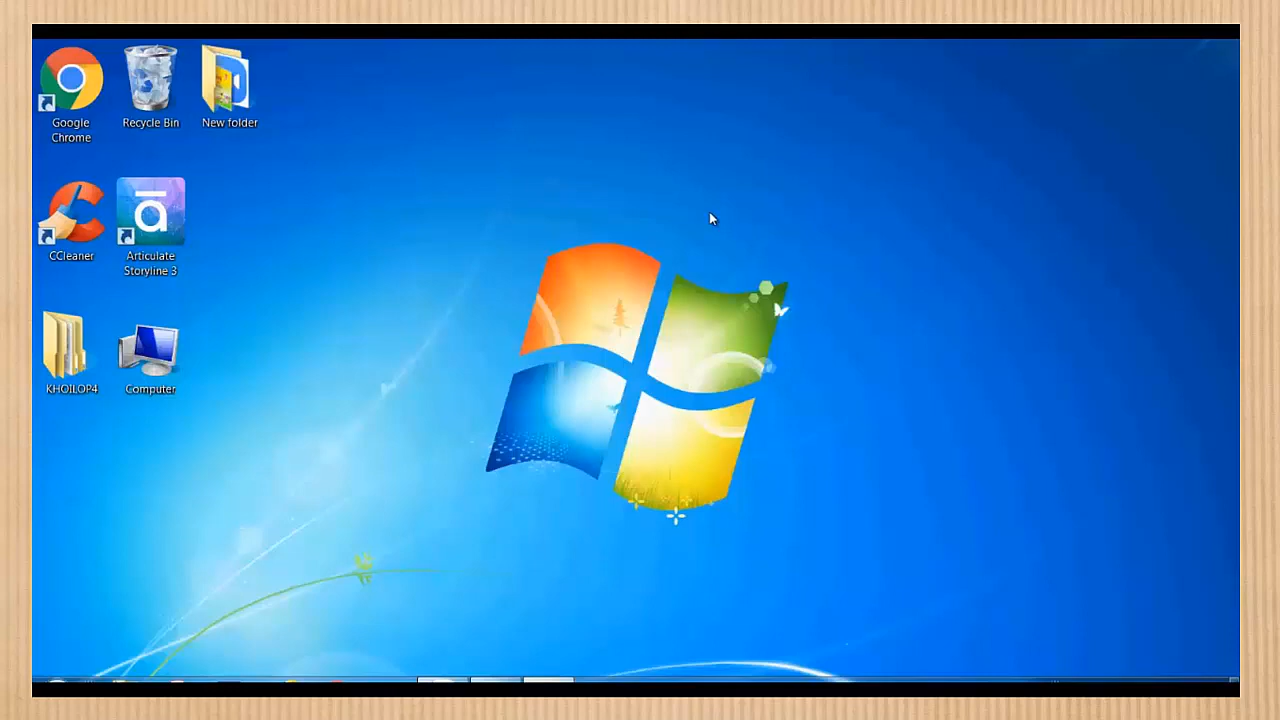 Google
Chrome
Recycle Bin
New folder
CCleaner
Articulate
Storyline 3
KHOILOP4
Computer